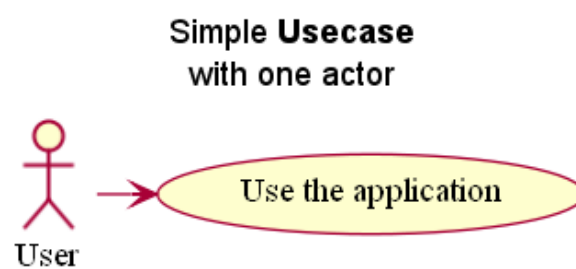 Simple Usecase
with one actor
Use the application
User